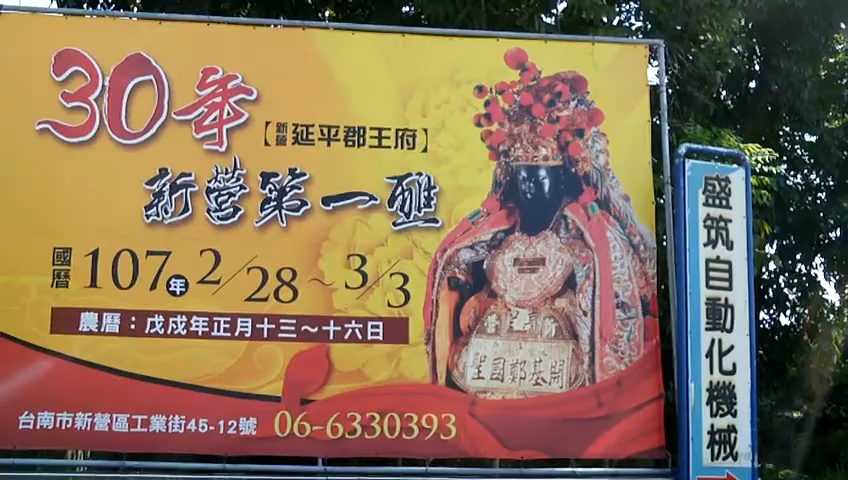 30年
【新營 延平郡王府】
新營第一醮
國曆 107年 2/28~3/3
農曆：戊戌年正月十三～十六日
台南市新營區工業街45-12號 06-6330393
新營
開基鄭國聖
盛筑自動化機械